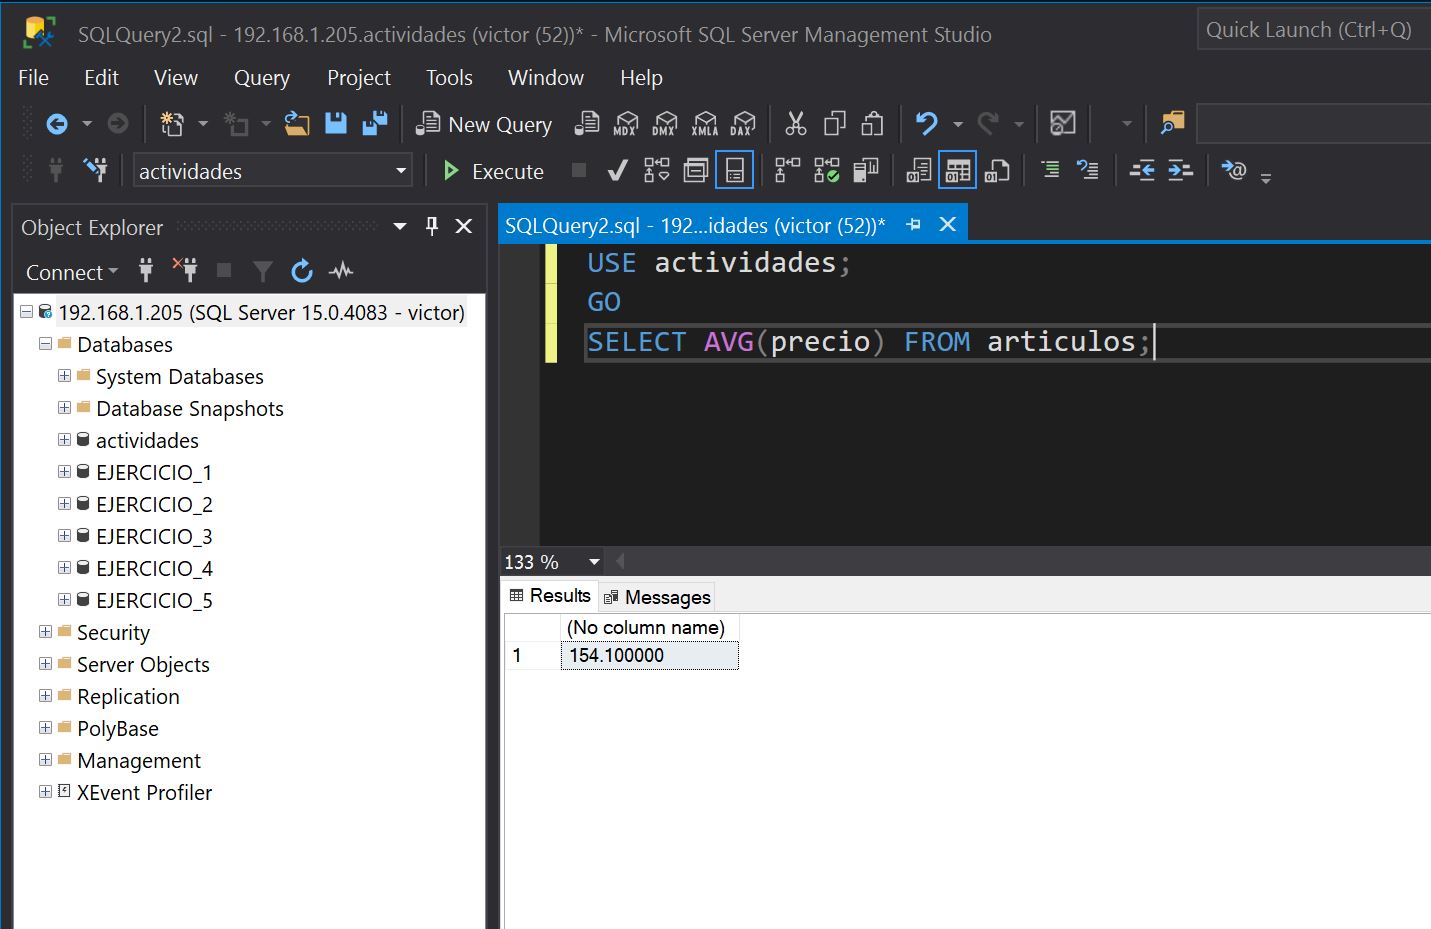 SQLQuery2.sql - 192.168.1.205.actividades (victor (52))* - Microsoft SQL Server Management Studio
Quick Launch (Ctrl+Q)
File Edit View Query Project Tools Window Help
New Query MDX DMX XMLA DAX
actividades Execute
Object Explorer
Connect
192.168.1.205 (SQL Server 15.0.4083 - victor)
Databases
System Databases
Database Snapshots
actividades
EJERCICIO_1
EJERCICIO_2
EJERCICIO_3
EJERCICIO_4
EJERCICIO_5
Security
Server Objects
Replication
PolyBase
Management
XEvent Profiler
SQLQuery2.sql - 192...idades (victor (52))*
USE actividades;
GO
SELECT AVG(precio) FROM articulos;
133 %
Results Messages
(No column name)
1 154.100000